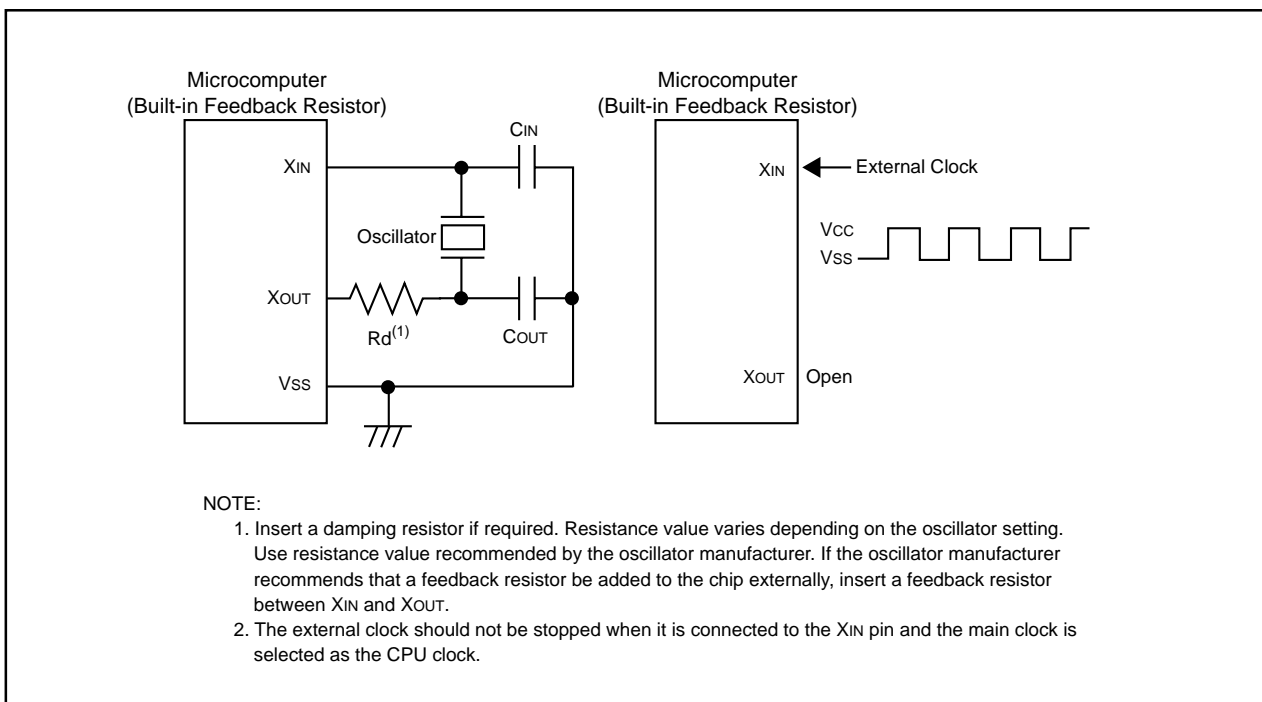 Microcomputer
(Built-in Feedback Resistor)
CIN
XIN
Oscillator
XOUT
Rd(1)
COUT
VSS
Microcomputer
(Built-in Feedback Resistor)
XIN
External Clock
VCC
VSS
XOUT
Open
NOTE:
1. Insert a damping resistor if required. Resistance value varies depending on the oscillator setting.
Use resistance value recommended by the oscillator manufacturer. If the oscillator manufacturer
recommends that a feedback resistor be added to the chip externally, insert a feedback resistor
between XIN and XOUT.
2. The external clock should not be stopped when it is connected to the XIN pin and the main clock is
selected as the CPU clock.